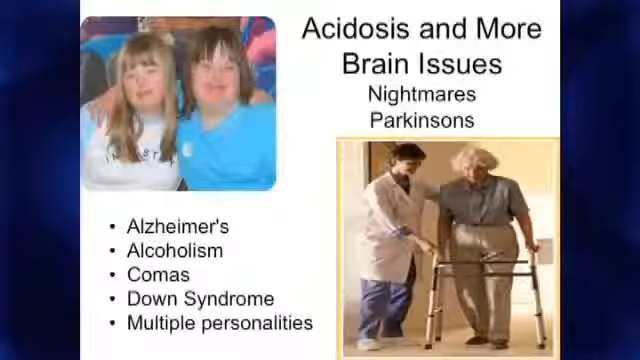 Acidosis and More
Brain Issues
Nightmares
Parkinsons
• Alzheimer's
• Alcoholism
• Comas
• Down Syndrome
• Multiple personalities